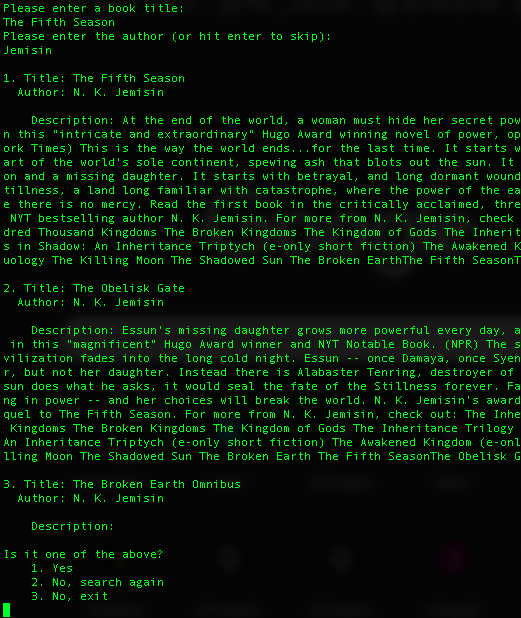 Please enter a book title:
The Fifth Season
Please enter the author (or hit enter to skip):
Jemisin
1. Title: The Fifth Season
Author: N. K. Jemisin
Description: At the end of the world, a woman must hide her secret pow
n this "intricate and extraordinary" Hugo Award winning novel of power, op
ork Times) This is the way the world ends...for the last time. It starts w
art of the world's sole continent, spewing ash that blots out the sun. It
on and a missing daughter. It starts with betrayal, and long dormant wound
tillness, a land long familiar with catastrophe, where the power of the ea
e there is no mercy. Read the first book in the critically acclaimed, thre
NYT bestselling author N. K. Jemisin. For more from N. K. Jemisin, check
dred Thousand Kingdoms The Broken Kingdoms The Kingdom of Gods The Inherit
s in Shadow: An Inheritance Triptych (e-only short fiction) The Awakened K
uology The Killing Moon The Shadowed Sun The Broken EarthThe Fifth SeasonT
2. Title: The Obelisk Gate
Author: N. K. Jemisin
Description: Essun's missing daughter grows more powerful every day, a
in this "magnificent" Hugo Award winner and NYT Notable Book. (NPR) The s
vilization fades into the long cold night. Essun -- once Damaya, once Syen
r, but not her daughter. Instead there is Alabaster Tenring, destroyer of
sun does what he asks, it would seal the fate of the Stillness forever. Fa
ng in power -- and her choices will break the world. N. K. Jemisin's award
quel to The Fifth Season. For more from N. K. Jemisin, check out: The Inhe
Kingdoms The Broken Kingdoms The Kingdom of Gods The Inheritance Trilogy
An Inheritance Triptych (e-only short fiction) The Awakened Kingdom (e-onl
lling Moon The Shadowed Sun The Broken Earth The Fifth SeasonThe Obelisk G
3. Title: The Broken Earth Omnibus
Author: N. K. Jemisin
Description:
Is it one of the above?
1. Yes
2. No, search again
3. No, exit